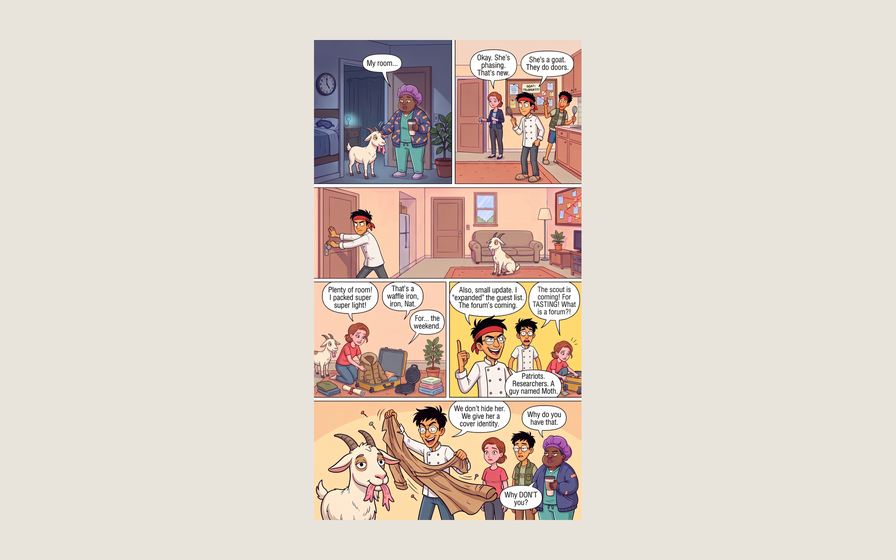 My room...
Okay. She's
phasing.
That's new.
She's a goat.
They do doors.
Plenty of room!
I packed super
super light!
That's a
waffle iron,
iron, Nat.
For... the
weekend.
Also, small update. I
"expanded" the guest list.
The forum's coming.
The scout is
coming! For
TASTING! What
is a forum?!
Patriots.
Researchers. A
guy named Moth.
We don't hide her.
We give her a
cover identity.
Why do you
have that.
Why DON'T
you?